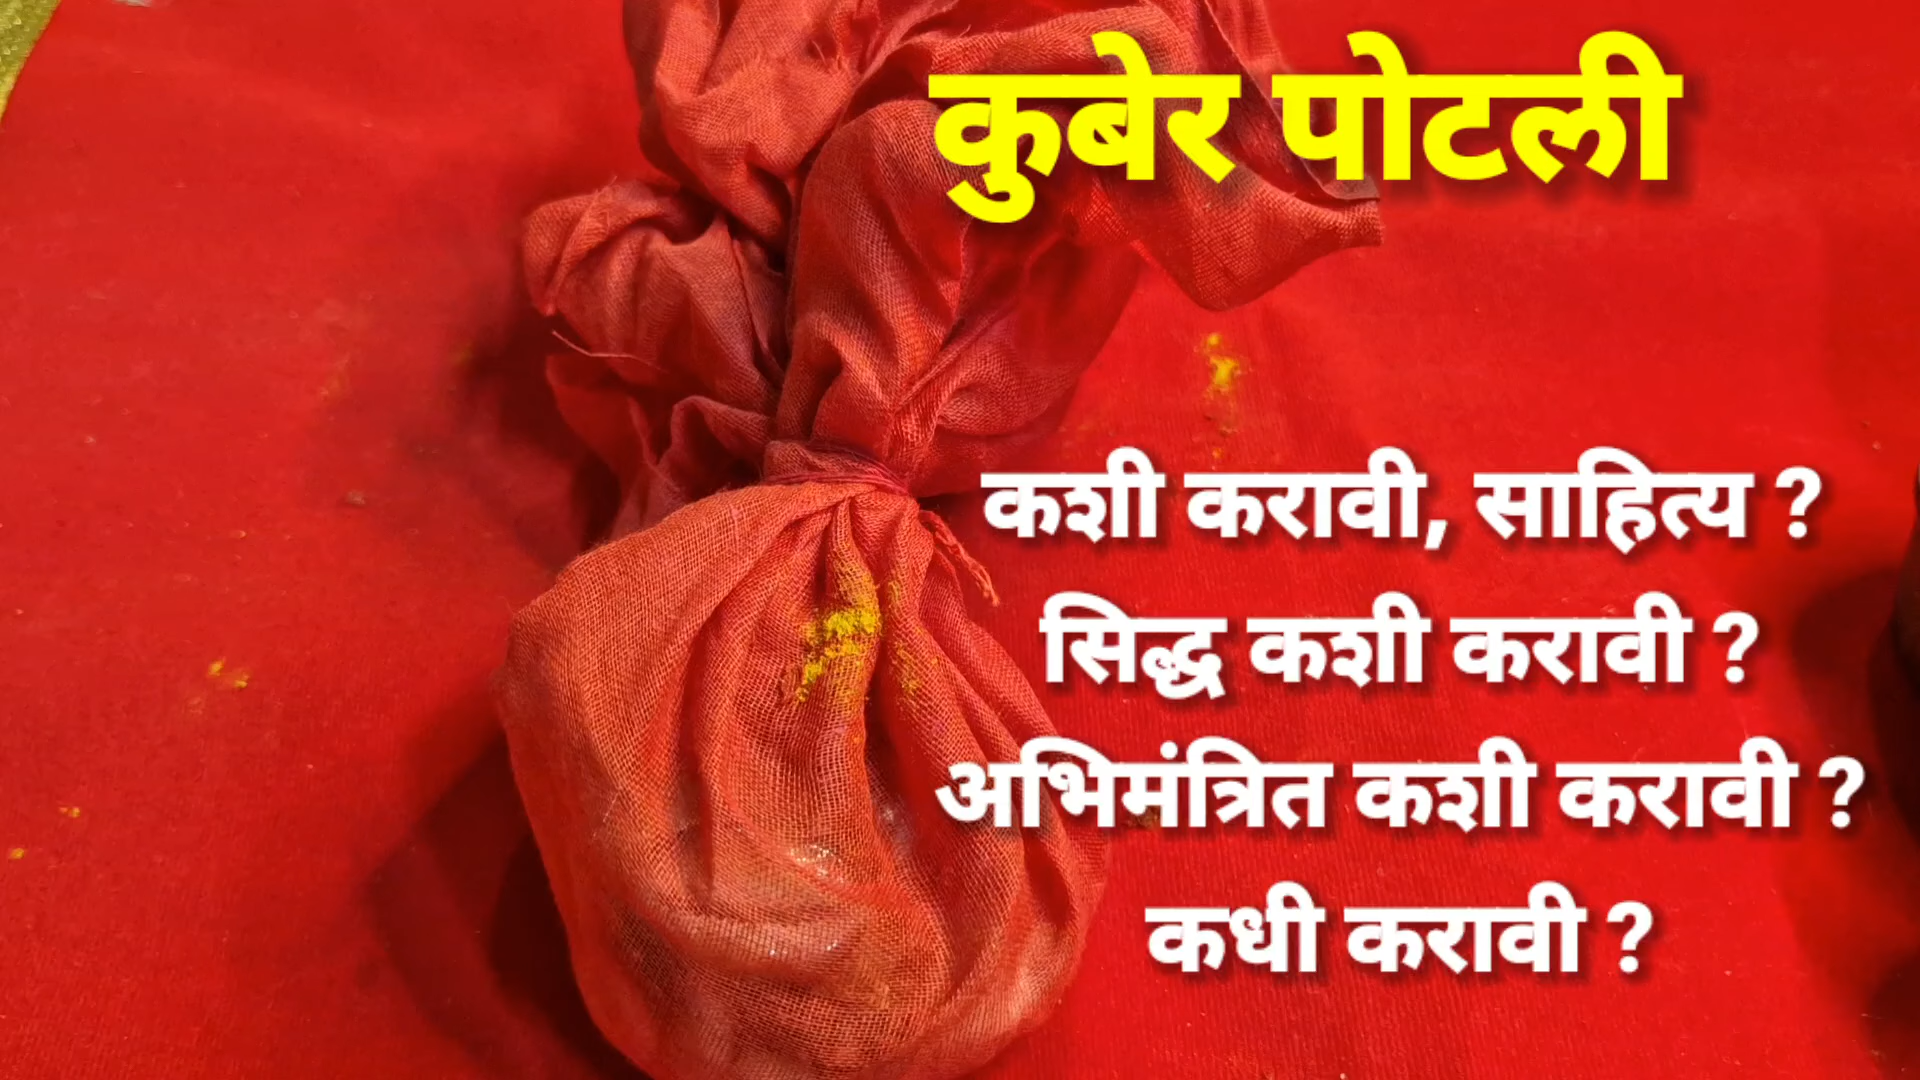 कुबेर पोटली
कशी करावी, साहित्य ?
सिद्ध कशी करावी ?
अभिमंत्रित कशी करावी ?
कधी करावी ?